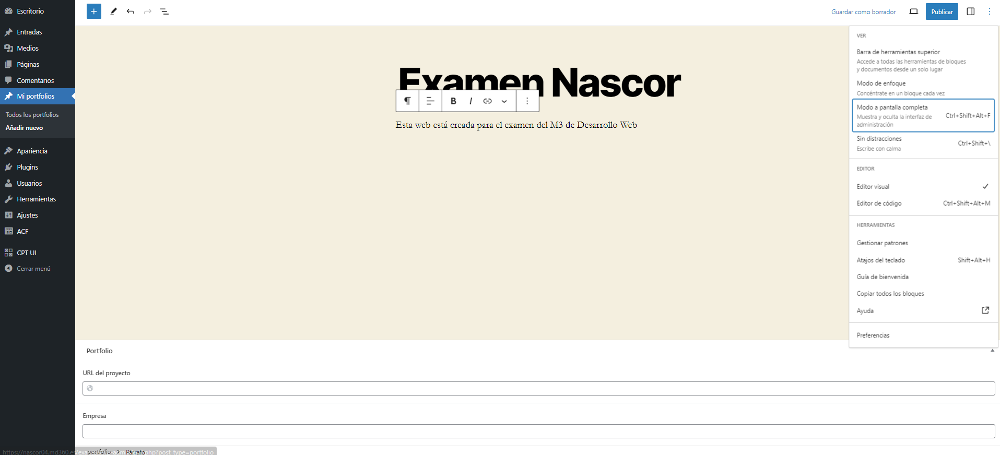 Escritorio
Entradas
Medios
Páginas
Comentarios
Mi portfolios
Todos los portfolios
Añadir nuevo
Apariencia
Plugins
Usuarios
Herramientas
Ajustes
ACF
CPT UI
Cerrar menú
Guardar como borrador
Publicar
Examen Nascor
B I
Esta web está creada para el examen del M3 de Desarrollo Web
VER
Barra de herramientas superior
Accede a todas las herramientas de bloques
y documentos desde un solo lugar
Modo de enfoque
Concéntrate en un bloque cada vez
Modo a pantalla completa
Ctrl+Shift+Alt+F
Muestra y oculta la interfaz de
administración
Sin distracciones
Ctrl+Shift+\
Escribe con calma
EDITOR
Editor visual
Editor de código
Ctrl+Shift+Alt+M
HERRAMIENTAS
Gestionar patrones
Atajos del teclado
Shift+Alt+H
Guía de bienvenida
Copiar todos los bloques
Ayuda
Preferencias
Portfolio
URL del proyecto
Empresa
portfolio > Párrafo
https://nascor04.md360.es/exa
php?post_type=portfolio